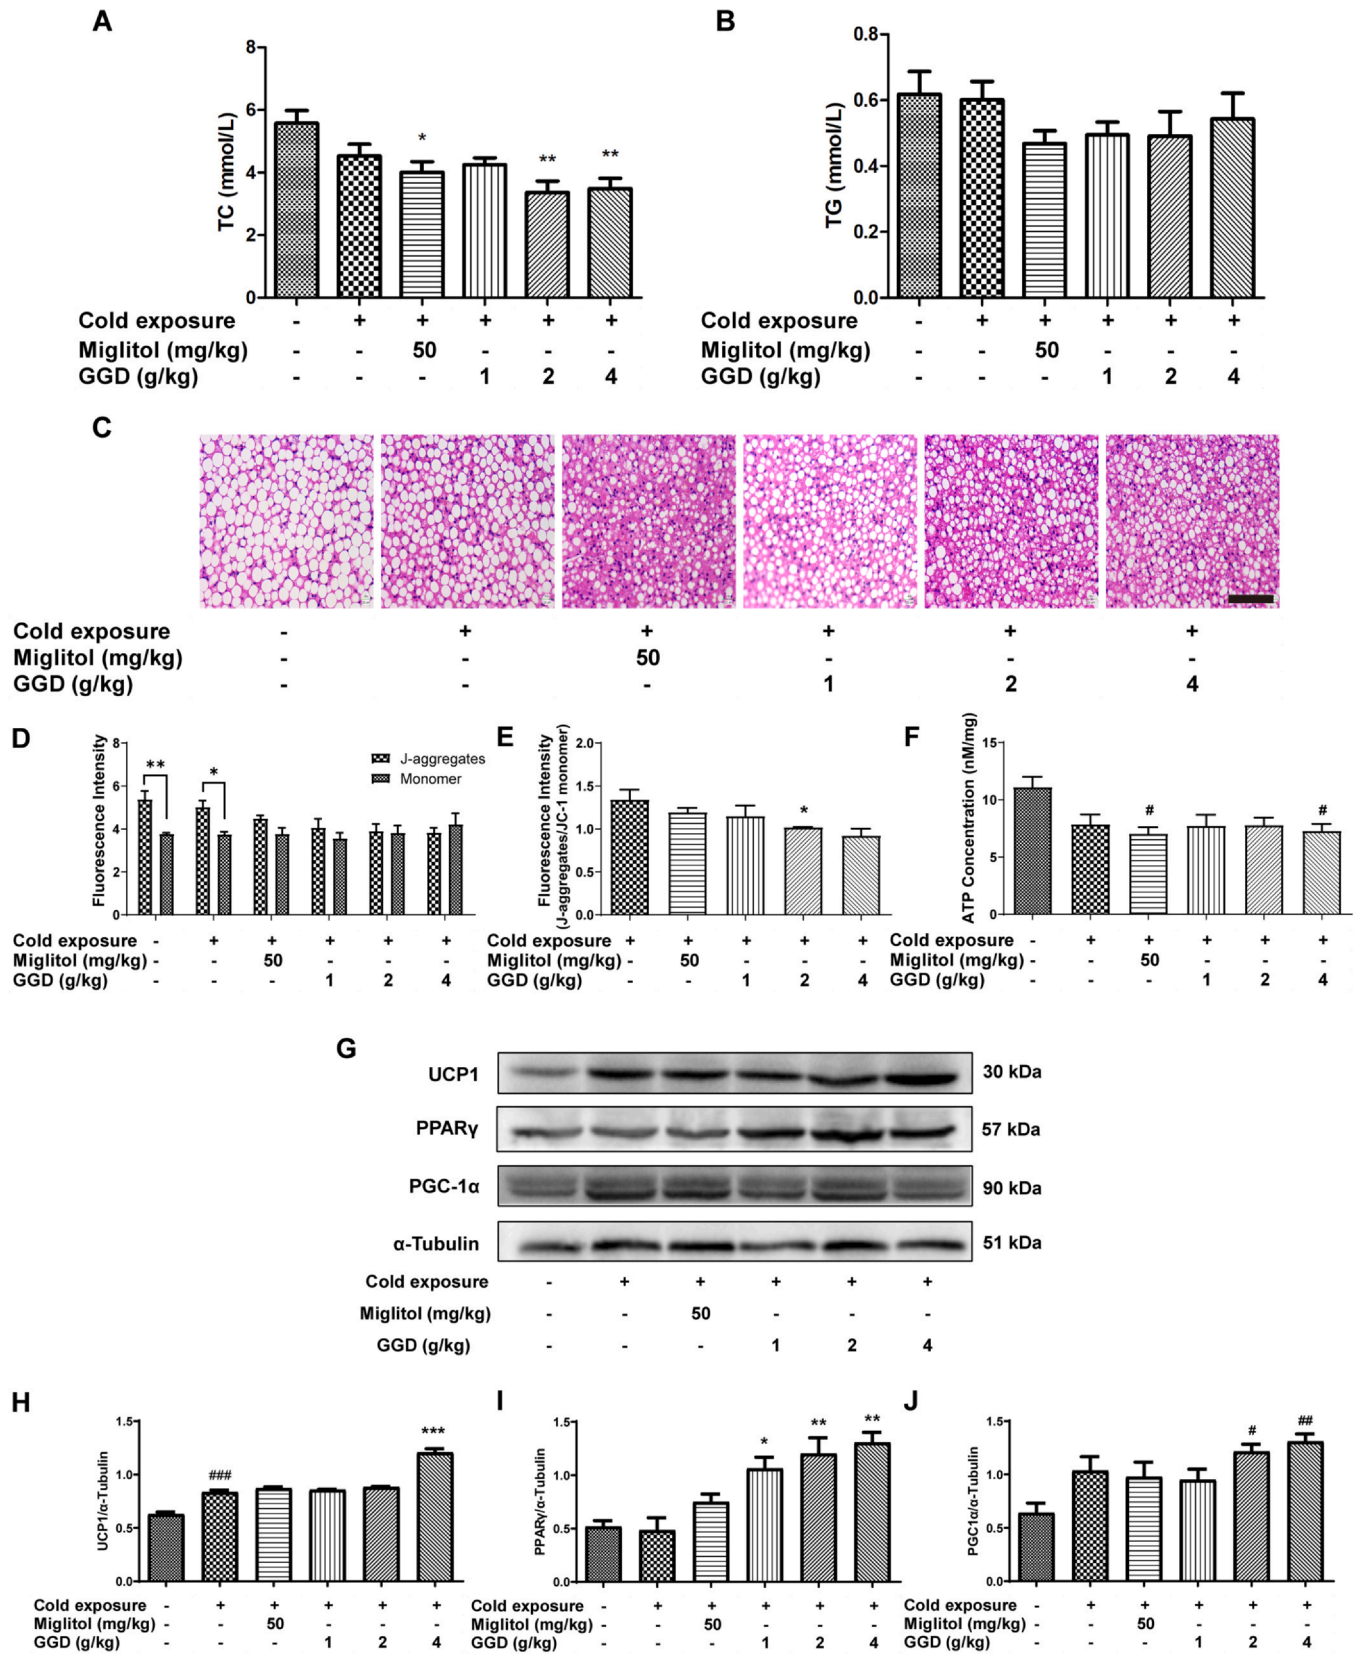 A
B
8
6
4
2
0
TC (mmol/L)
*
**
**
0.8
0.6
0.4
0.2
0.0
TG (mmol/L)
Cold exposure - + + + + +
Miglitol (mg/kg) - - 50 - - -
GGD (g/kg) - - - 1 2 4
Cold exposure - + + + + +
Miglitol (mg/kg) - - 50 - - -
GGD (g/kg) - - - 1 2 4
C
Cold exposure - + + + + +
Miglitol (mg/kg) - - 50 - - -
GGD (g/kg) - - - 1 2 4
D
8
6
4
2
0
Fluorescence Intensity
**
*
J-aggregates
Monomer
Cold exposure - + + + + +
Miglitol (mg/kg) - - 50 - - -
GGD (g/kg) - - - 1 2 4
E
2.0
1.5
1.0
0.5
0.0
Fluorescence Intensity
(J-aggregates/JC-1 monomer)
*
Cold exposure + + + + +
Miglitol (mg/kg) - 50 - - -
GGD (g/kg) - - 1 2 4
F
15
10
5
0
ATP Concentration (nM/mg)
#
#
Cold exposure - + + + + +
Miglitol (mg/kg) - - 50 - - -
GGD (g/kg) - - - 1 2 4
G
UCP1 30 kDa
PPARγ 57 kDa
PGC-1α 90 kDa
α-Tubulin 51 kDa
Cold exposure - + + + + +
Miglitol (mg/kg) - - 50 - - -
GGD (g/kg) - - - 1 2 4
H
1.5
1.0
0.5
0.0
UCP1/α-Tubulin
###
***
Cold exposure - + + + + +
Miglitol (mg/kg) - - 50 - - -
GGD (g/kg) - - - 1 2 4
I
1.5
1.0
0.5
0.0
PPARγ/α-Tubulin
*
**
**
Cold exposure - + + + + +
Miglitol (mg/kg) - - 50 - - -
GGD (g/kg) - - - 1 2 4
J
1.5
1.0
0.5
0.0
PGC1α/α-Tubulin
#
##
Cold exposure - + + + + +
Miglitol (mg/kg) - - 50 - - -
GGD (g/kg) - - - 1 2 4